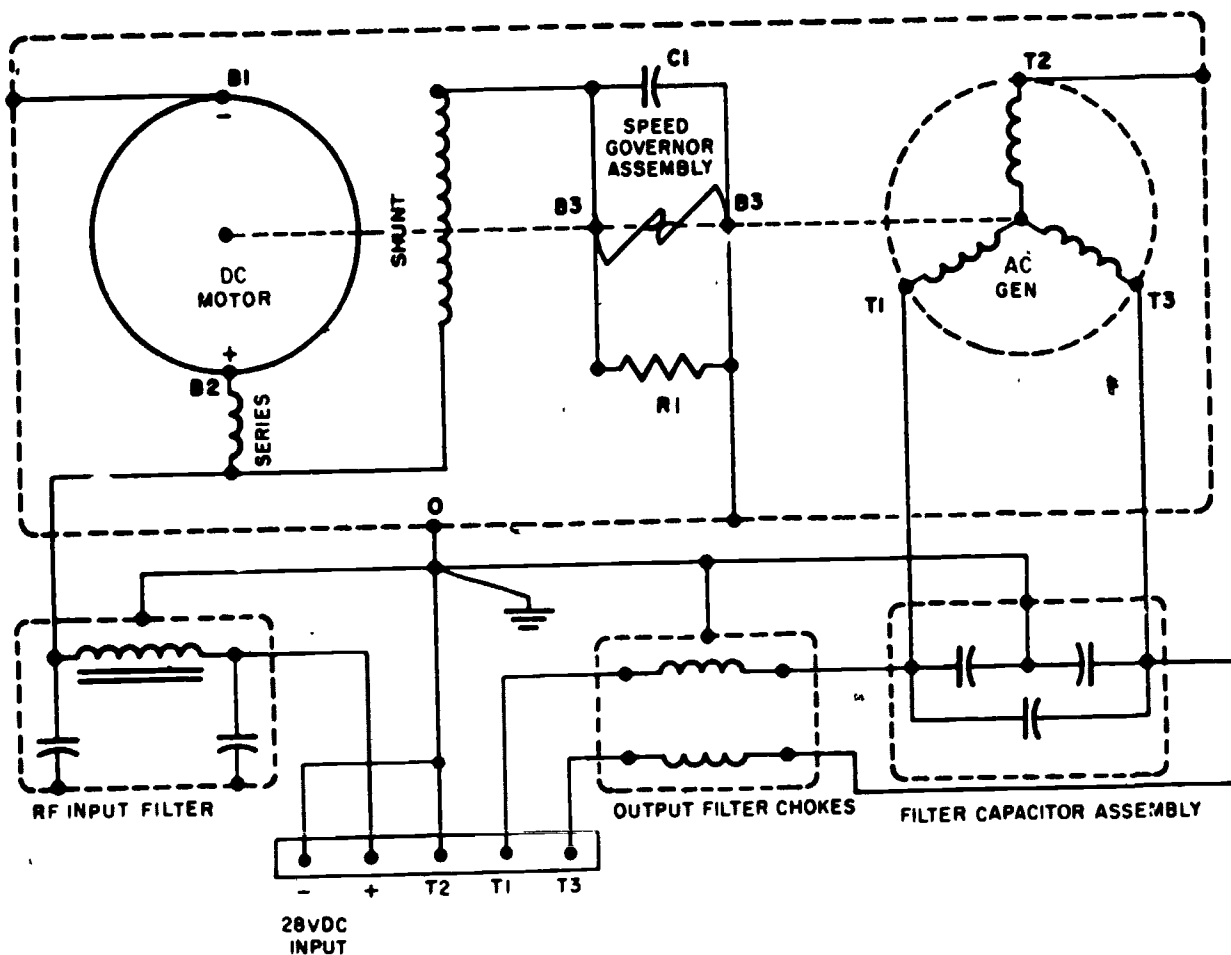 B1
-
DC
MOTOR
+
B2
SERIES
SHUNT
C1
SPEED
GOVERNOR
ASSEMBLY
B3
B3
R1
T2
AC
GEN
T1
T3
O
RF INPUT FILTER
OUTPUT FILTER CHOKES
FILTER CAPACITOR ASSEMBLY
- + T2 T1 T3
28VDC
INPUT